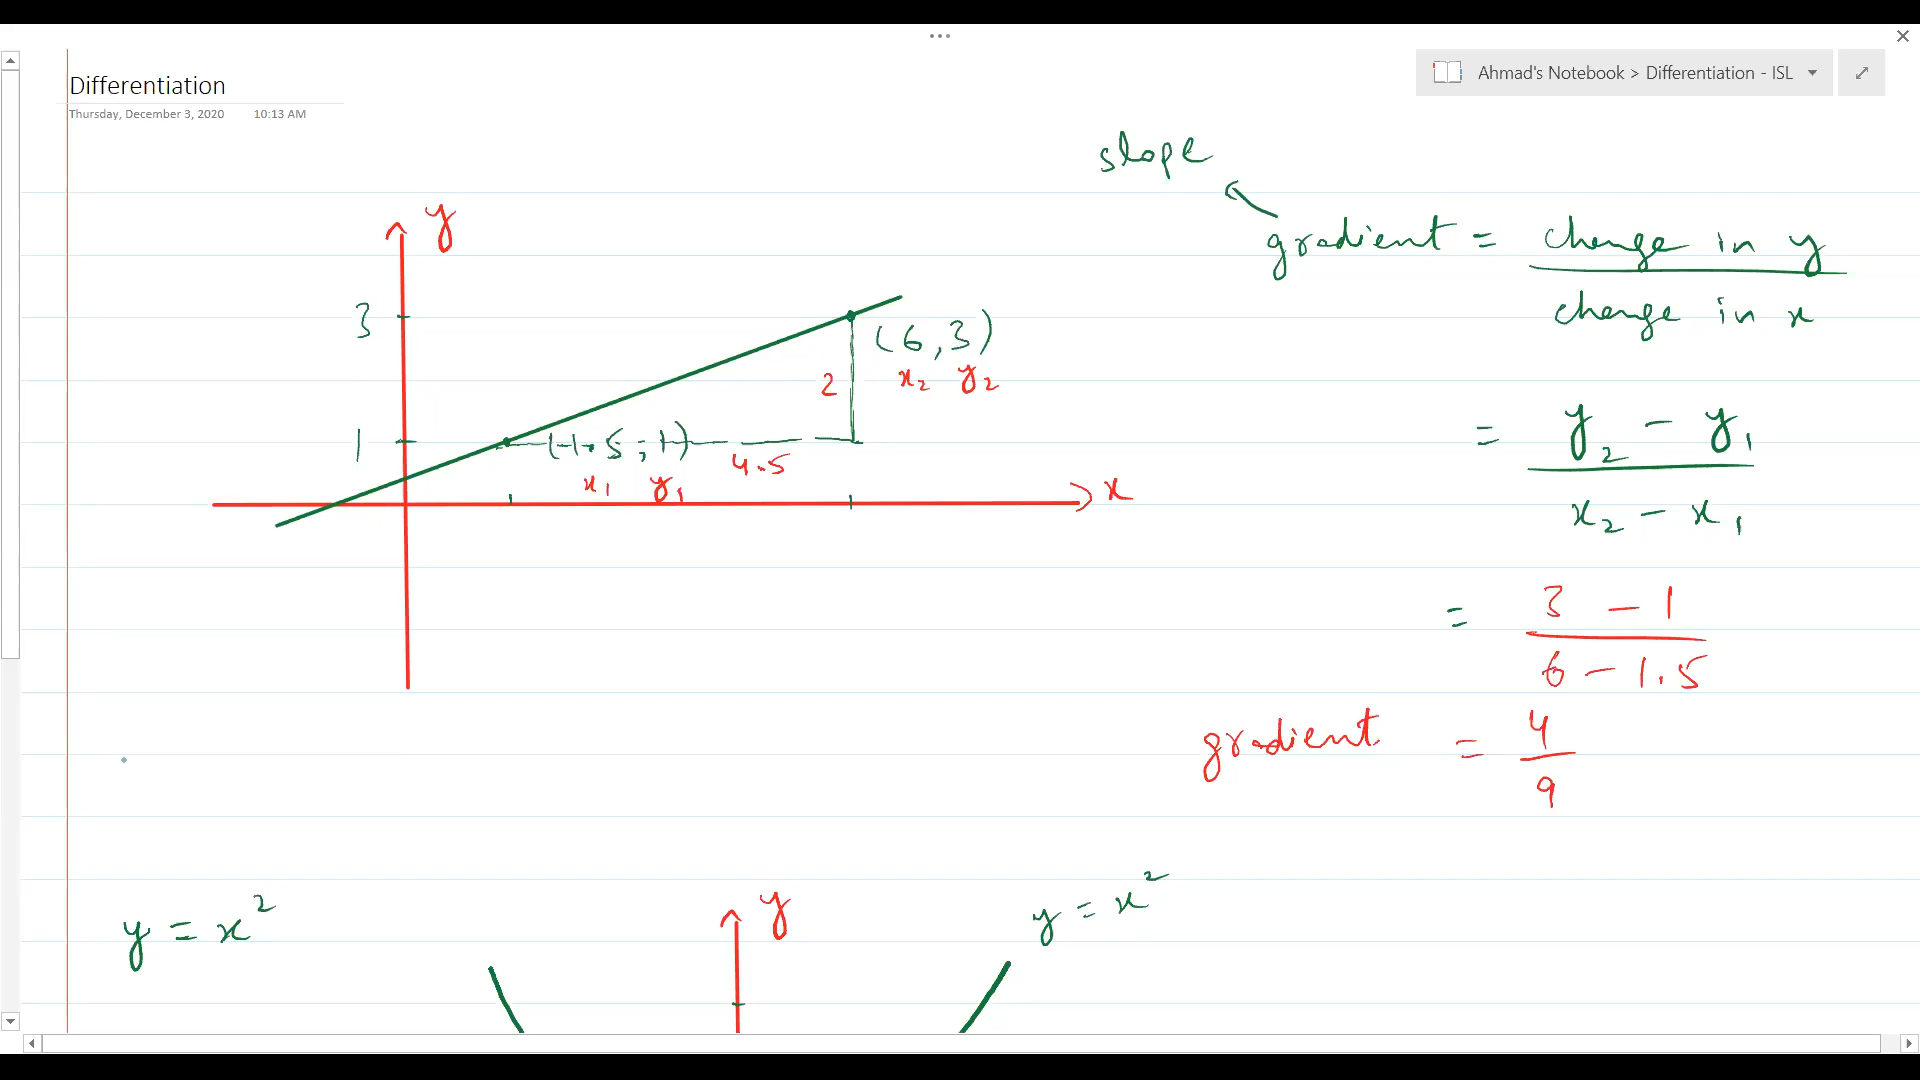 Differentiation
Thursday, December 3, 2020 10:13 AM
Ahmad's Notebook > Differentiation - ISL
slope
gradient = change in y / change in x
= y₂ - y₁ / x₂ - x₁
= 3 - 1 / 6 - 1.5
gradient = 4 / 9
y
3
(6, 3)
x₂ y₂
2
1
(1.5, 1)
4.5
x₁ y₁
x
y = x²
y
y = x²